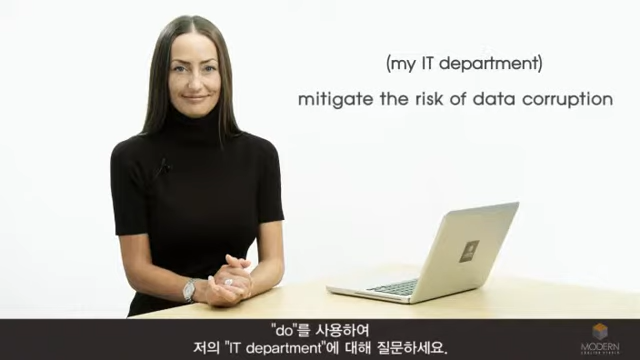 (my IT department)
mitigate the risk of data corruption
"do"를 사용하여
저의 "IT department"에 대해 질문하세요.
MODERN